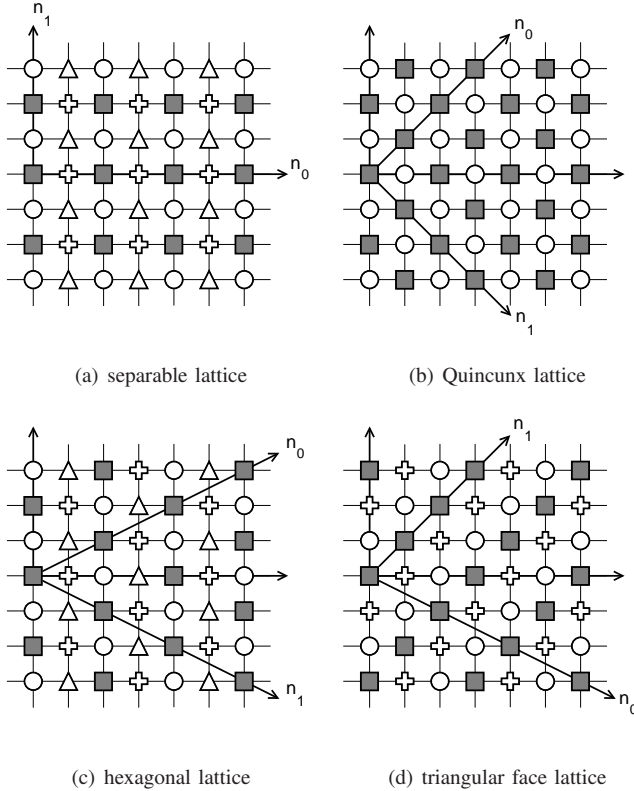 n1
n0
n0
n1
(a) separable lattice
(b) Quincunx lattice
n0
n1
n1
n0
(c) hexagonal lattice
(d) triangular face lattice